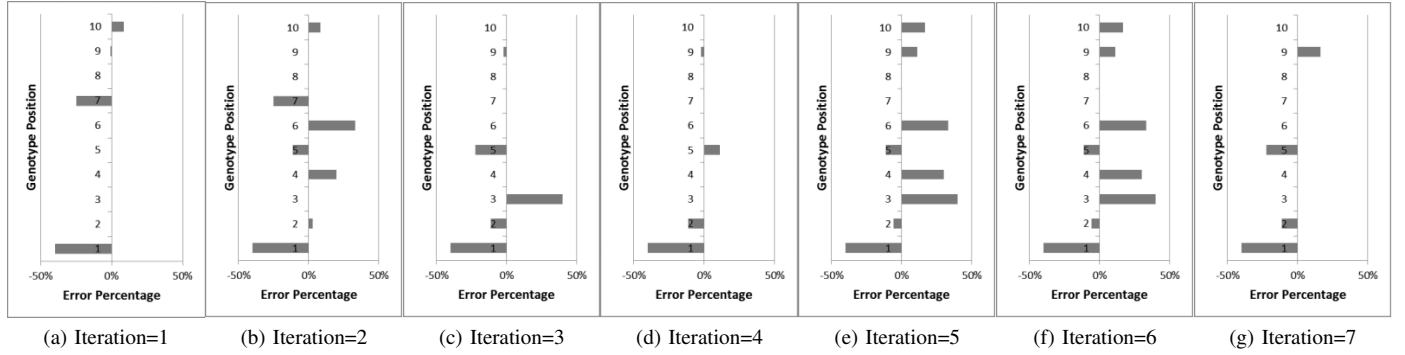 Genotype Position
10
9
8
7
6
5
4
3
2
1
-50% 0% 50%
Error Percentage
(a) Iteration=1
Genotype Position
10
9
8
7
6
5
4
3
2
1
-50% 0% 50%
Error Percentage
(b) Iteration=2
Genotype Position
10
9
8
7
6
5
4
3
2
1
-50% 0% 50%
Error Percentage
(c) Iteration=3
Genotype Position
10
9
8
7
6
5
4
3
2
1
-50% 0% 50%
Error Percentage
(d) Iteration=4
Genotype Position
10
9
8
7
6
5
4
3
2
1
-50% 0% 50%
Error Percentage
(e) Iteration=5
Genotype Position
10
9
8
7
6
5
4
3
2
1
-50% 0% 50%
Error Percentage
(f) Iteration=6
Genotype Position
10
9
8
7
6
5
4
3
2
1
-50% 0% 50%
Error Percentage
(g) Iteration=7